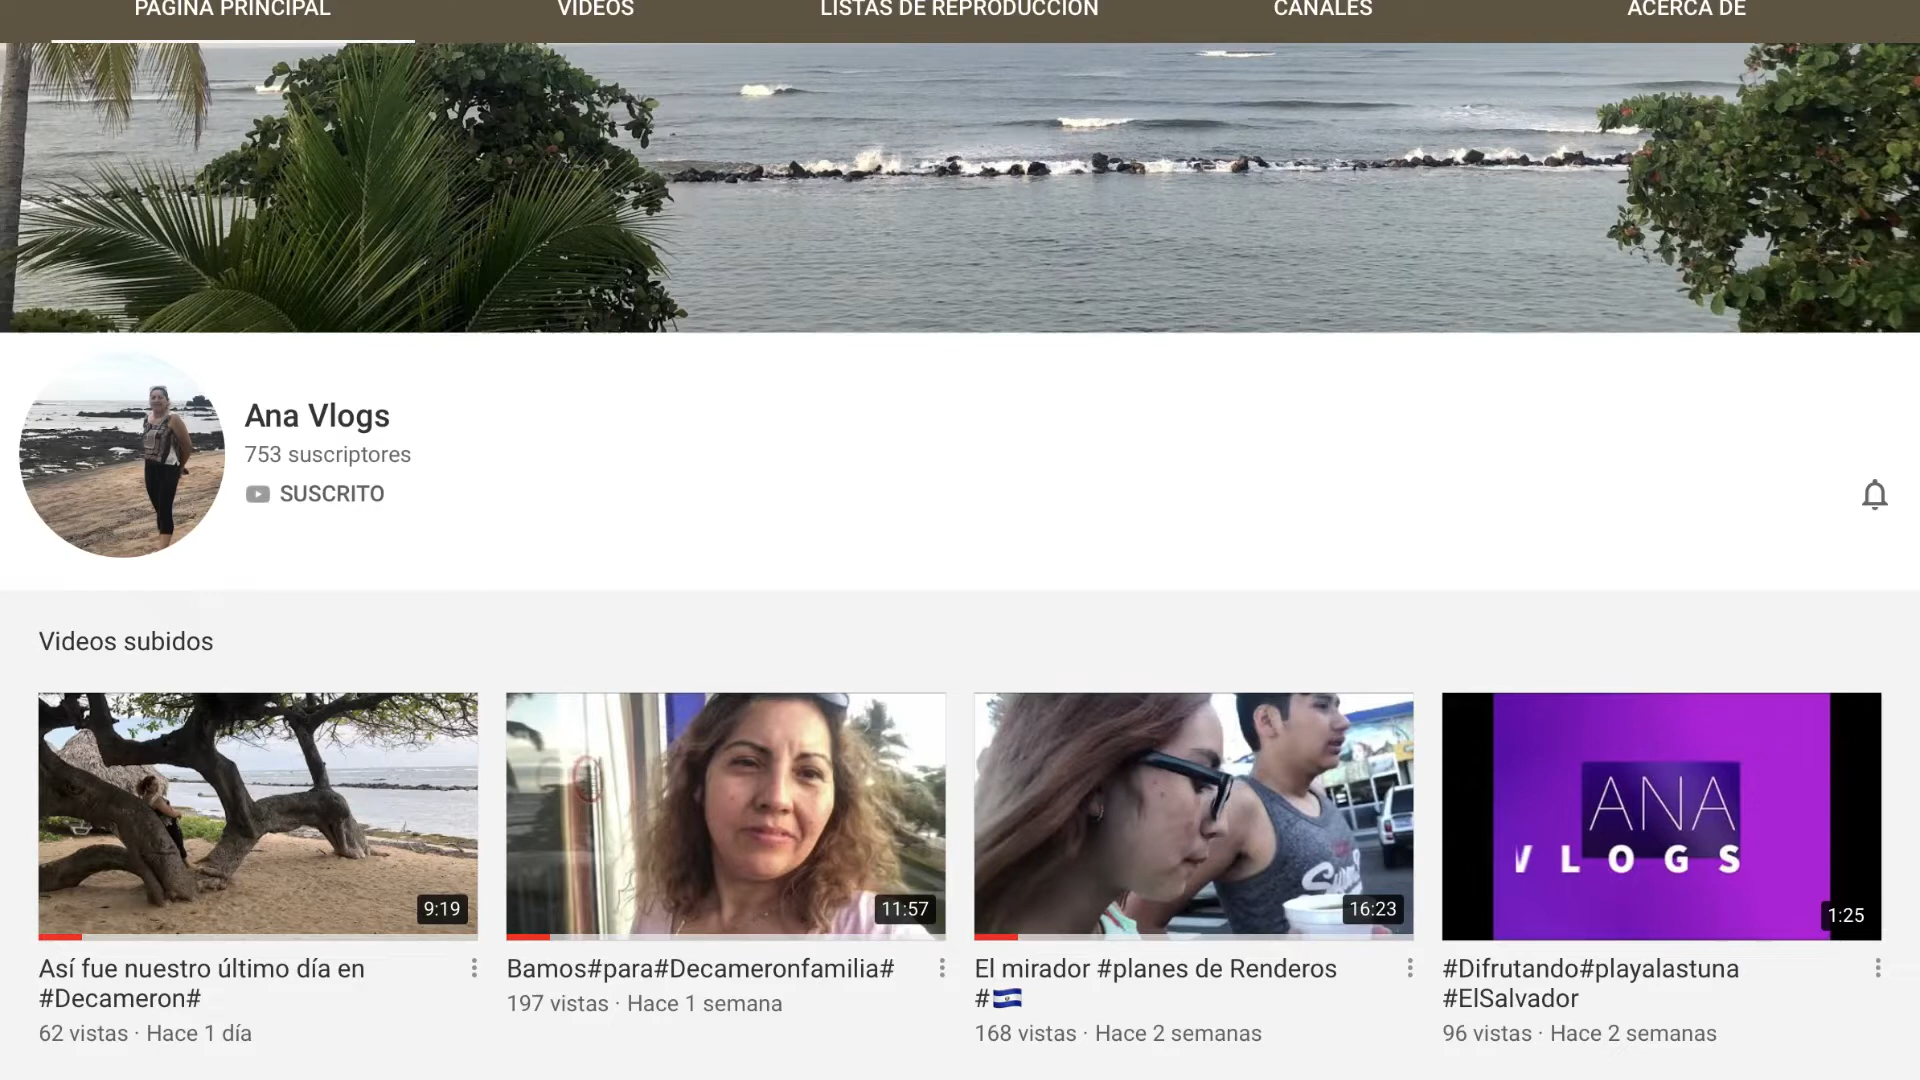 PÁGINA PRINCIPAL
VIDEOS
LISTAS DE REPRODUCCIÓN
CANALES
ACERCA DE
Ana Vlogs
753 suscriptores
SUSCRITO
Videos subidos
9:19
11:57
16:23
ANA
VLOGS
1:25
Así fue nuestro último día en
#Decameron#
62 vistas · Hace 1 día
Bamos#para#Decameronfamilia#
197 vistas · Hace 1 semana
El mirador #planes de Renderos
#🇸🇻
168 vistas · Hace 2 semanas
#Difrutando#playalastuna
#ElSalvador
96 vistas · Hace 2 semanas